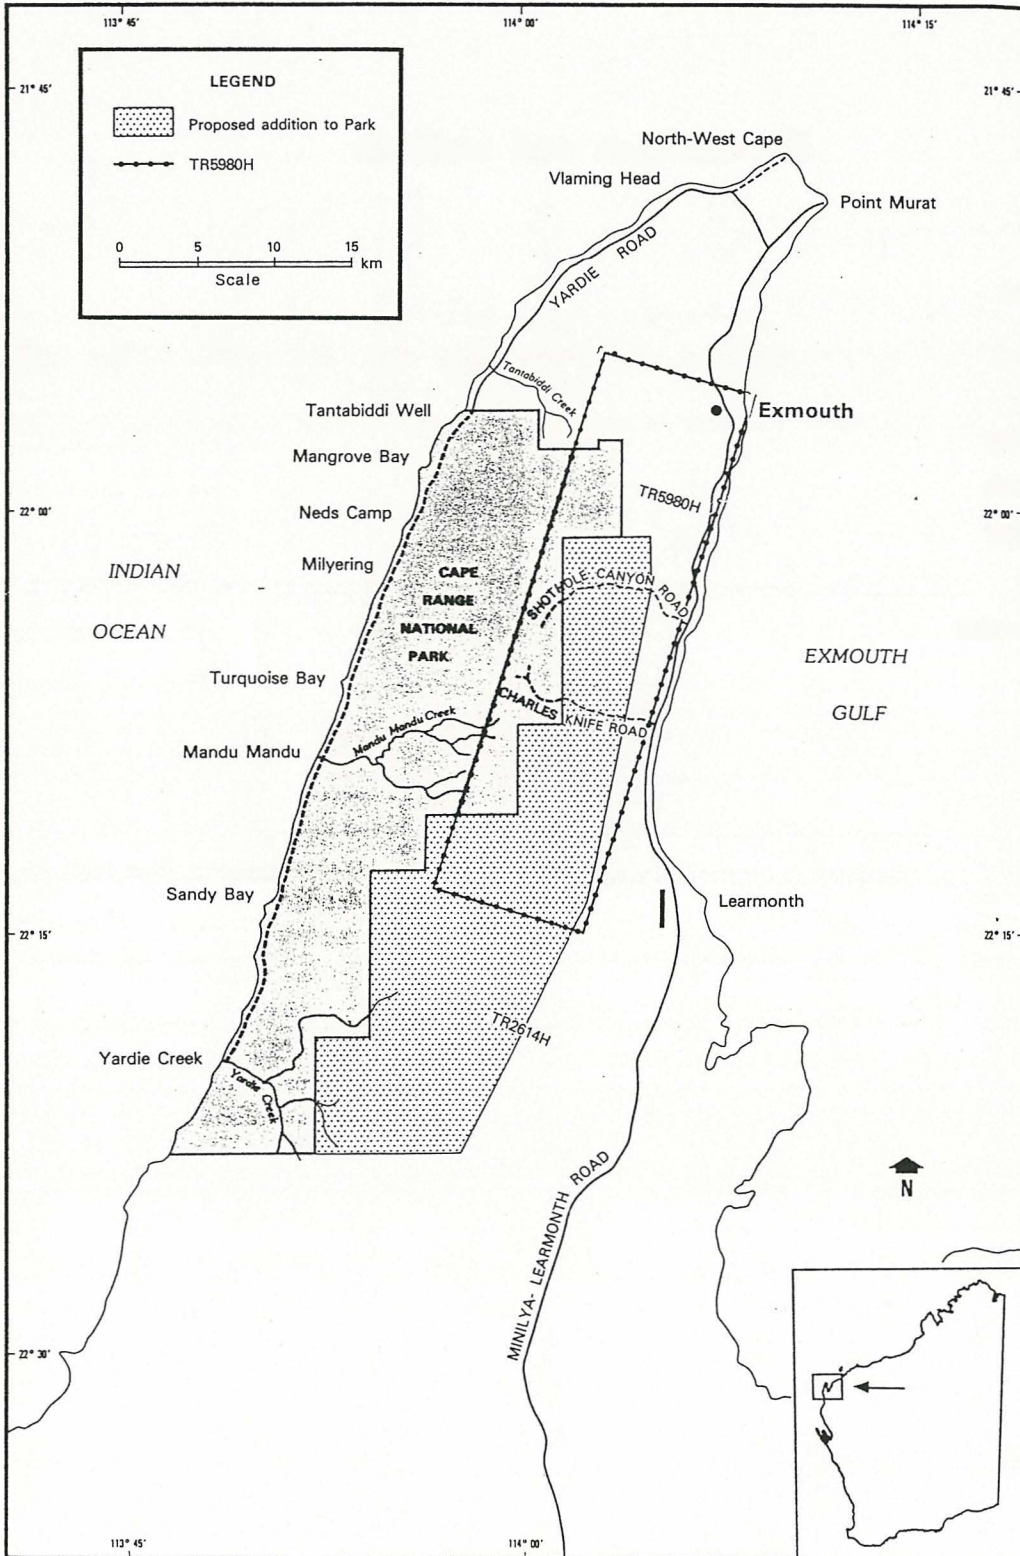 113° 45'
114° 00'
114° 15'
21° 45'
21° 45'
LEGEND
Proposed addition to Park
TR5980H
0 5 10 15
km
Scale
North-West Cape
Vlaming Head
Point Murat
YARDIE ROAD
Tantabiddi Creek
Tantabiddi Well
Exmouth
Mangrove Bay
TR5980H
Neds Camp
22° 00'
22° 00'
Milyering
INDIAN
OCEAN
CAPE
RANGE
NATIONAL
PARK
SHOTHOLE CANYON ROAD
EXMOUTH
GULF
Turquoise Bay
CHARLES KNIFE ROAD
Mandu Mandu Creek
Mandu Mandu
Sandy Bay
Learmonth
22° 15'
22° 15'
TR2614H
Yardie Creek
Yardie Creek
MINILYA-LEARMONTH ROAD
N
22° 30'
113° 45'
114° 00'